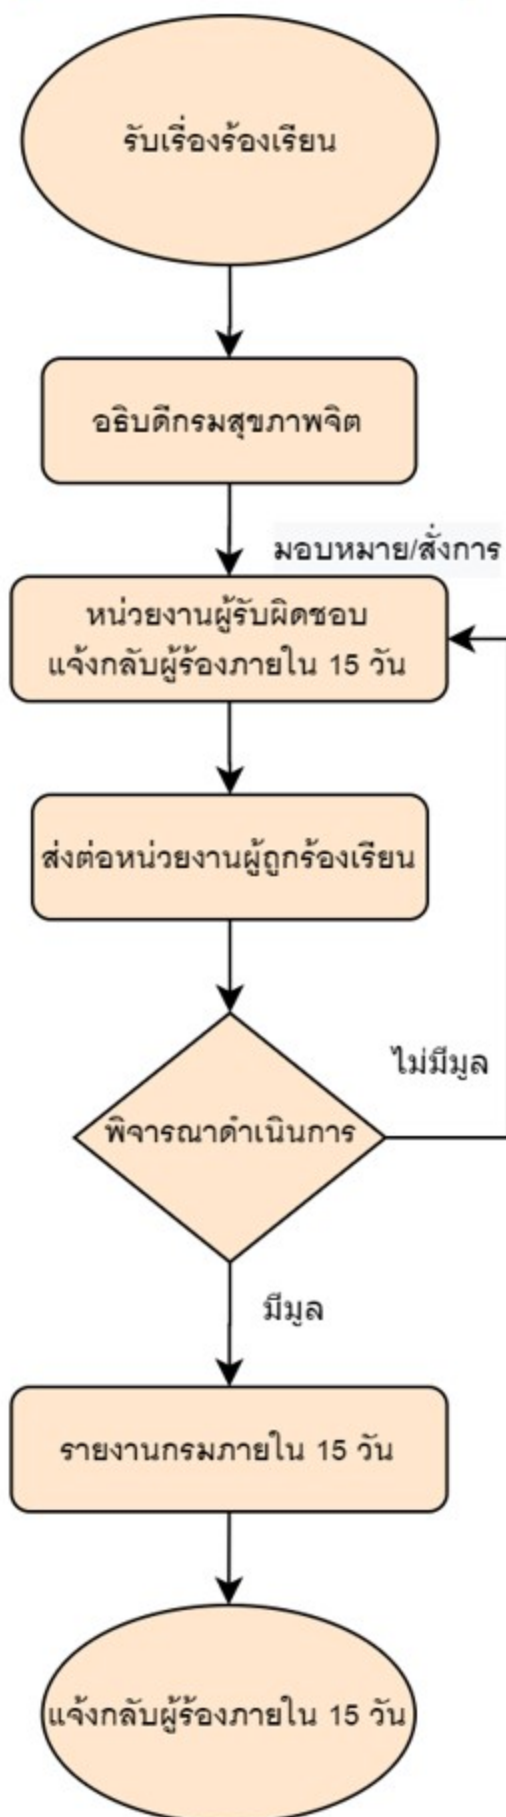 รับเรื่องร้องเรียน
อธิบดีกรมสุขภาพจิต
มอบหมาย/สั่งการ
หน่วยงานผู้รับผิดชอบ
แจ้งกลับผู้ร้องภายใน 15 วัน
ส่งต่อหน่วยงานผู้ถูกร้องเรียน
ไม่มีมูล
พิจารณาดำเนินการ
มีมูล
รายงานกรมภายใน 15 วัน
แจ้งกลับผู้ร้องภายใน 15 วัน